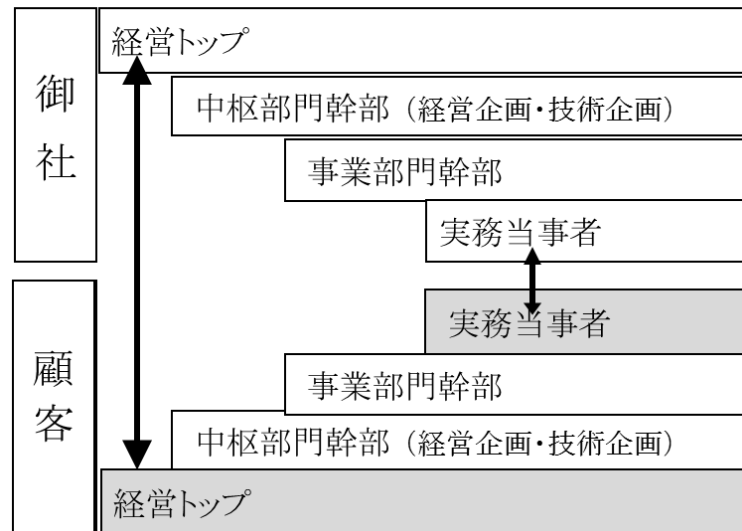 御社
経営トップ
中枢部門幹部（経営企画・技術企画）
事業部門幹部
実務当事者
顧客
実務当事者
事業部門幹部
中枢部門幹部（経営企画・技術企画）
経営トップ